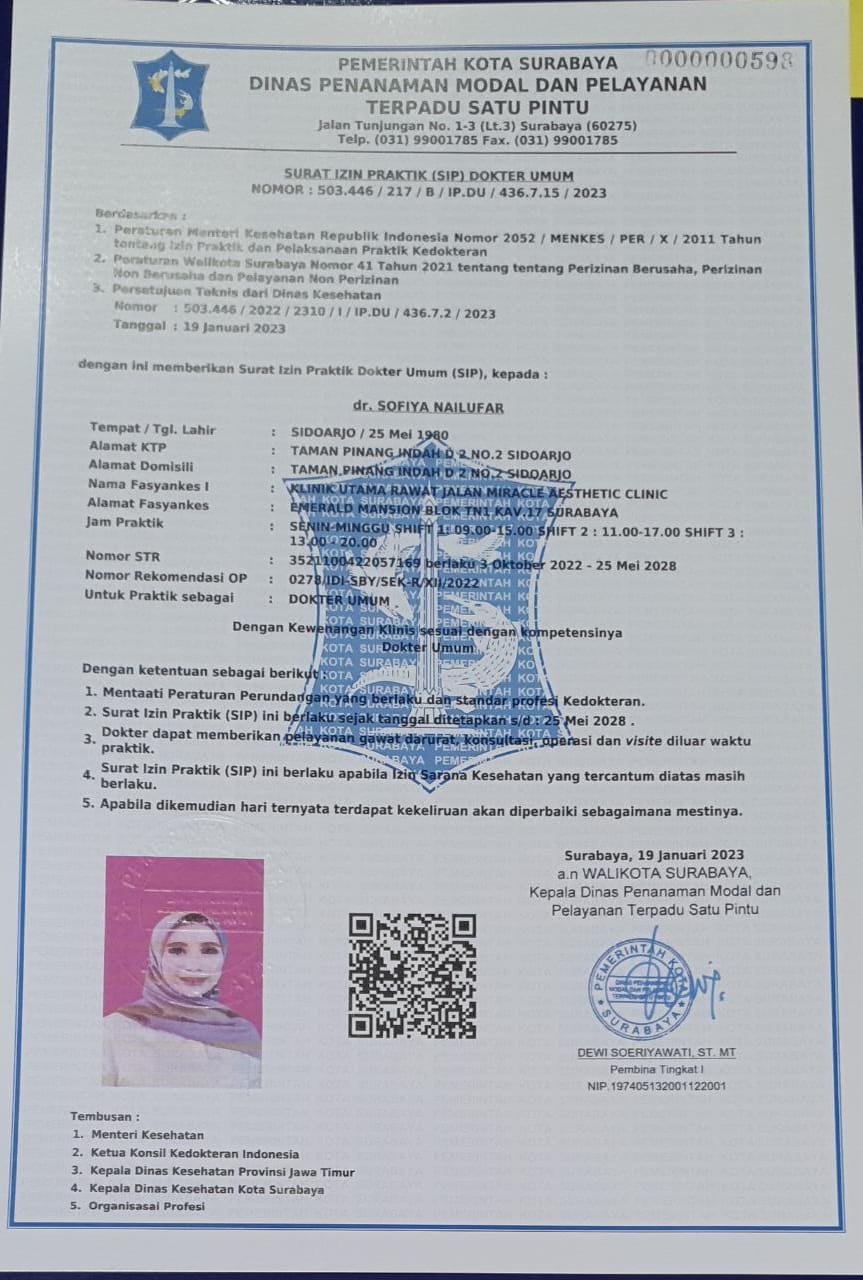 PEMERINTAH KOTA SURABAYA
0000000598
DINAS PENANAMAN MODAL DAN PELAYANAN
TERPADU SATU PINTU
Jalan Tunjungan No. 1-3 (Lt.3) Surabaya (60275)
Telp. (031) 99001785 Fax. (031) 99001785
SURAT IZIN PRAKTIK (SIP) DOKTER UMUM
NOMOR : 503.446 / 217 / B / IP.DU / 436.7.15 / 2023
Berdasarkan :
1. Peraturan Menteri Kesehatan Republik Indonesia Nomor 2052 / MENKES / PER / X / 2011 Tahun
tentang Izin Praktik dan Pelaksanaan Praktik Kedokteran
2. Peraturan Walikota Surabaya Nomor 41 Tahun 2021 tentang tentang Perizinan Berusaha, Perizinan
Non Berusaha dan Pelayanan Non Perizinan
3. Persetujuan Teknis dari Dinas Kesehatan
Nomor : 503.446 / 2022 / 2310 / I / IP.DU / 436.7.2 / 2023
Tanggal : 19 Januari 2023
dengan ini memberikan Surat Izin Praktik Dokter Umum (SIP), kepada :
dr. SOFIYA NAILUFAR
Tempat / Tgl. Lahir : SIDOARJO / 25 Mei 1980
Alamat KTP : TAMAN PINANG INDAH D 2 NO.2 SIDOARJO
Alamat Domisili : TAMAN PINANG INDAH D 2 NO.2 SIDOARJO
Nama Fasyankes I : KLINIK UTAMA RAWAT JALAN MIRACLE AESTHETIC CLINIC
Alamat Fasyankes : EMERALD MANSION BLOK TN1 KAV.17 SURABAYA
Jam Praktik : SENIN-MINGGU SHIFT 1: 09.00-15.00 SHIFT 2 : 11.00-17.00 SHIFT 3 :
13.00 - 20.00
Nomor STR : 3521100422057169 berlaku 3 Oktober 2022 - 25 Mei 2028
Nomor Rekomendasi OP : 0278/IDI-SBY/SEK-R/XII/2022
Untuk Praktik sebagai : DOKTER UMUM
Dengan Kewenangan Klinis sesuai dengan kompetensinya
Dokter Umum
Dengan ketentuan sebagai berikut :
1. Mentaati Peraturan Perundangan yang berlaku dan standar profesi Kedokteran.
2. Surat Izin Praktik (SIP) ini berlaku sejak tanggal ditetapkan s/d : 25 Mei 2028 .
3. Dokter dapat memberikan pelayanan gawat darurat, konsultasi, operasi dan visite diluar waktu
praktik.
4. Surat Izin Praktik (SIP) ini berlaku apabila Izin Sarana Kesehatan yang tercantum diatas masih
berlaku.
5. Apabila dikemudian hari ternyata terdapat kekeliruan akan diperbaiki sebagaimana mestinya.
Surabaya, 19 Januari 2023
a.n WALIKOTA SURABAYA,
Kepala Dinas Penanaman Modal dan
Pelayanan Terpadu Satu Pintu
PEMERINTAH KOTA
SURABAYA
DEWI SOERIYAWATI, ST. MT
Pembina Tingkat I
NIP.197405132001122001
Tembusan :
1. Menteri Kesehatan
2. Ketua Konsil Kedokteran Indonesia
3. Kepala Dinas Kesehatan Provinsi Jawa Timur
4. Kepala Dinas Kesehatan Kota Surabaya
5. Organisasai Profesi